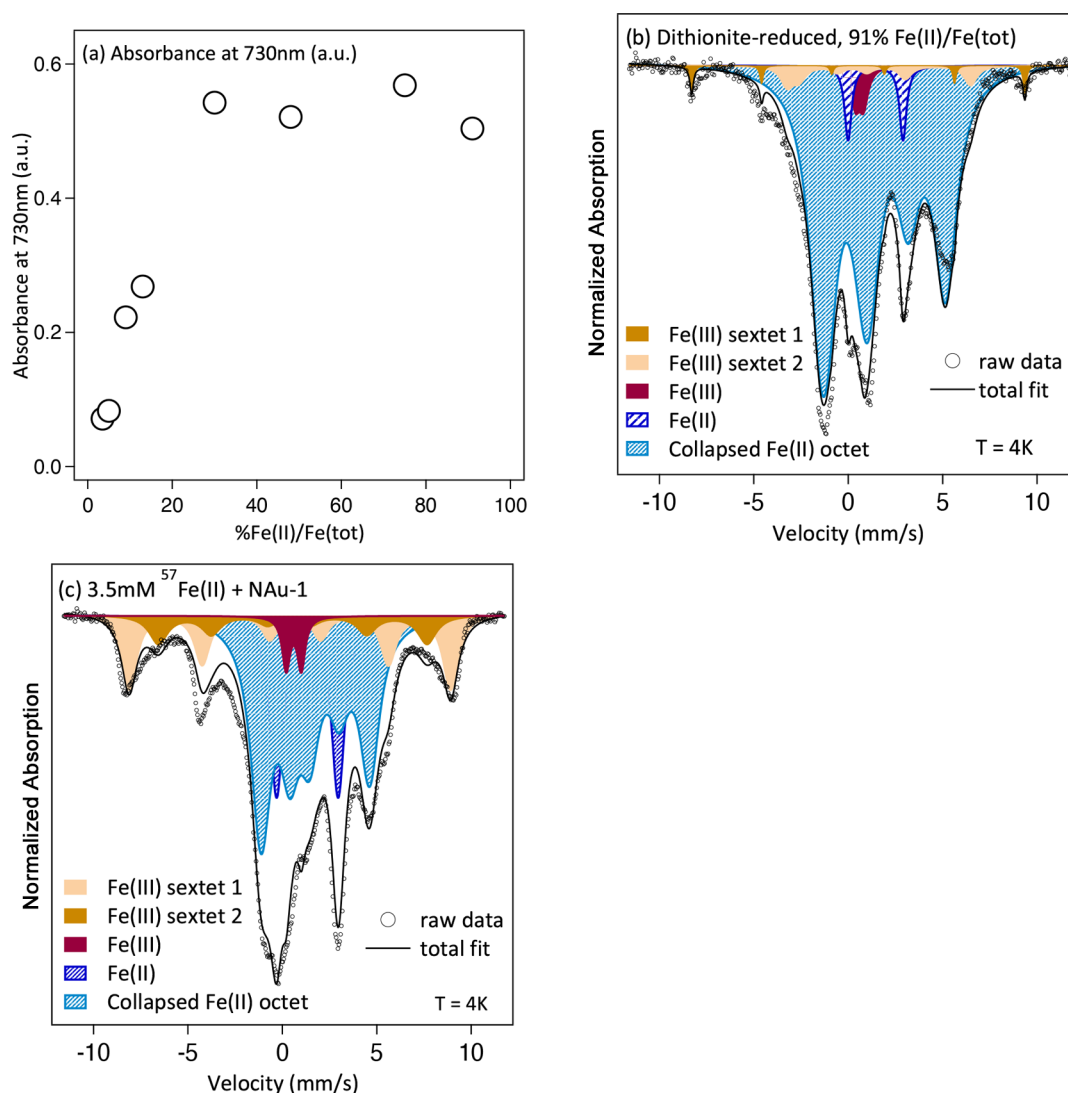 (a) Absorbance at 730nm (a.u.)
Absorbance at 730nm (a.u.)
0.6
0.4
0.2
0.0
0 20 40 60 80 100
%Fe(II)/Fe(tot)
(b) Dithionite-reduced, 91% Fe(II)/Fe(tot)
Normalized Absorption
Fe(III) sextet 1
Fe(III) sextet 2
Fe(III)
Fe(II)
Collapsed Fe(II) octet
raw data
total fit
T = 4K
-10 -5 0 5 10
Velocity (mm/s)
(c) 3.5mM 57Fe(II) + NAu-1
Normalized Absorption
Fe(III) sextet 1
Fe(III) sextet 2
Fe(III)
Fe(II)
Collapsed Fe(II) octet
raw data
total fit
T = 4K
-10 -5 0 5 10
Velocity (mm/s)